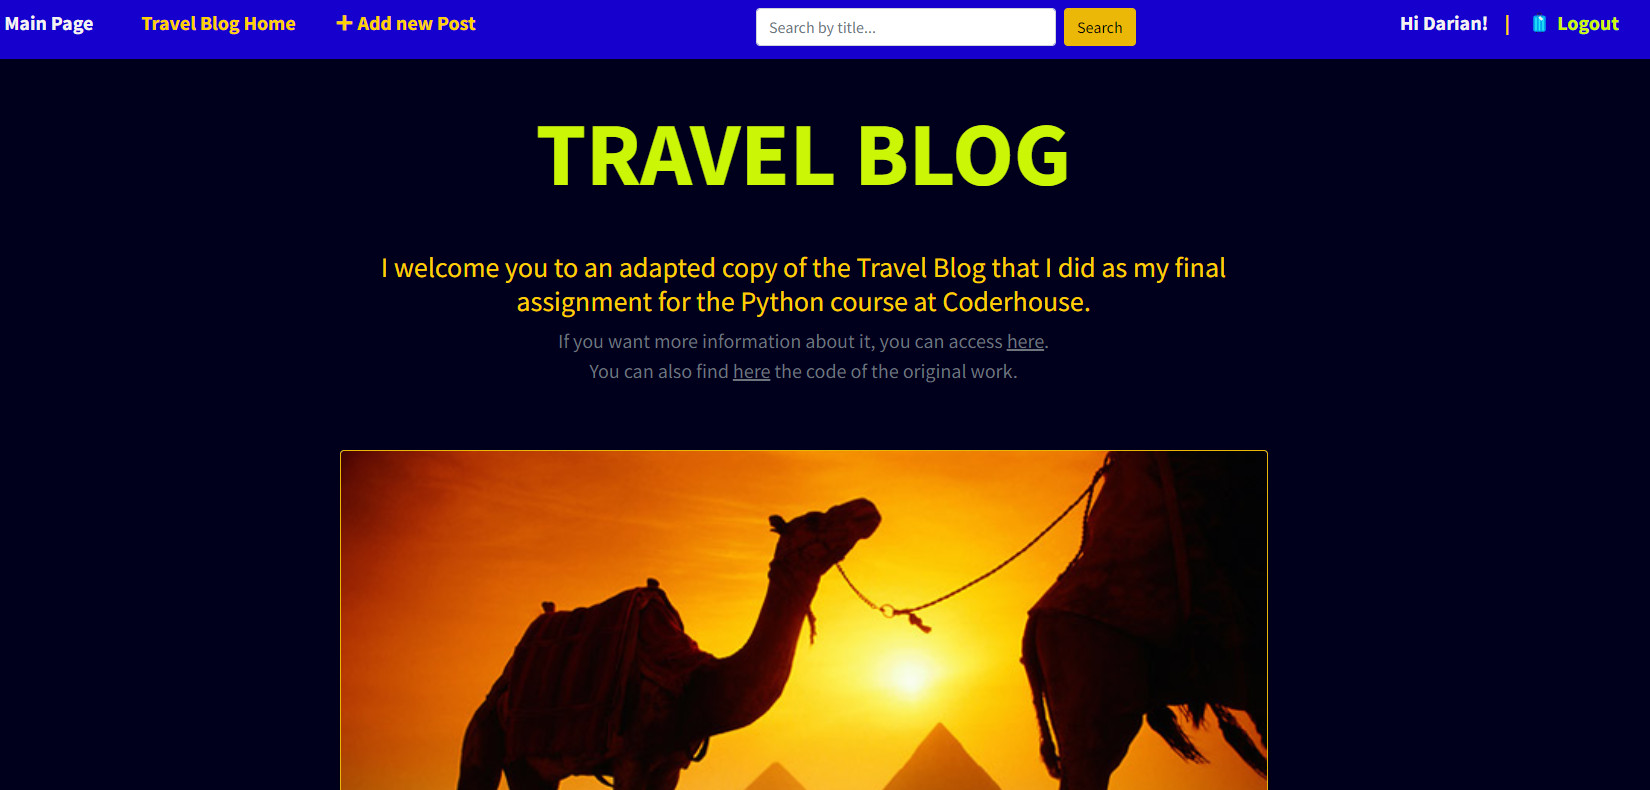 Main Page Travel Blog Home + Add new Post Search by title... Search Hi Darian! | Logout
TRAVEL BLOG
I welcome you to an adapted copy of the Travel Blog that I did as my final
assignment for the Python course at Coderhouse.
If you want more information about it, you can access here.
You can also find here the code of the original work.